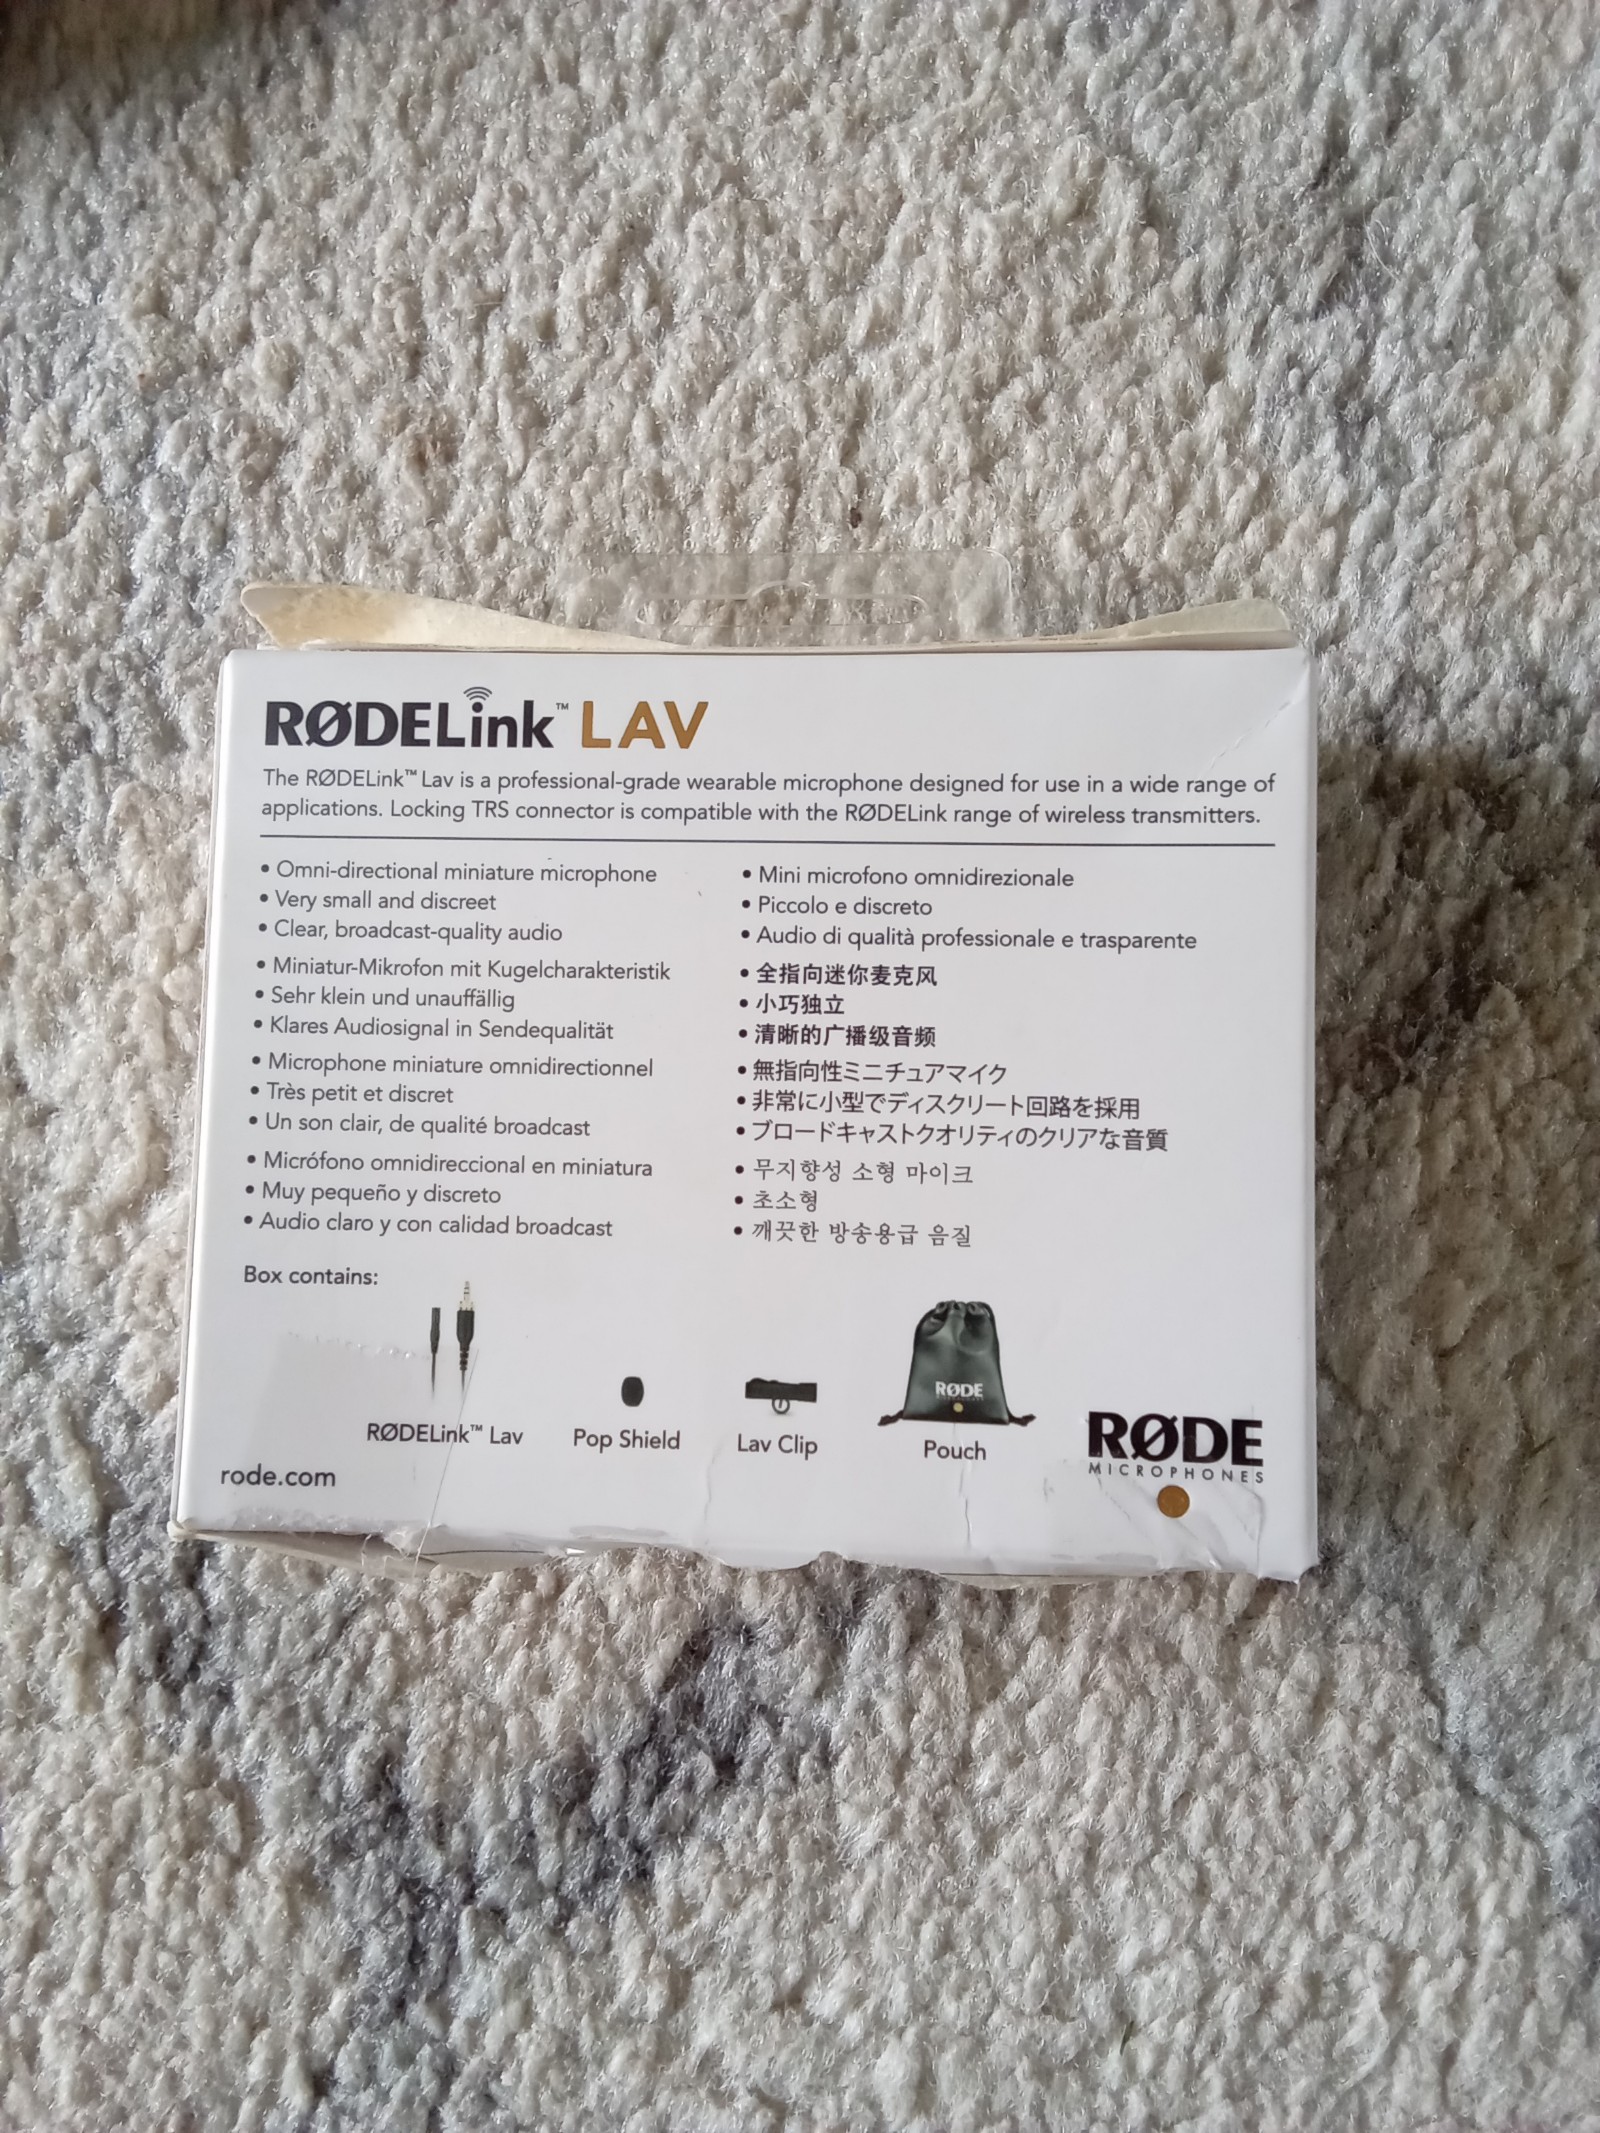 RØDELink™ LAV
The RØDELink™ Lav is a professional-grade wearable microphone designed for use in a wide range of
applications. Locking TRS connector is compatible with the RØDELink range of wireless transmitters.
• Omni-directional miniature microphone
• Very small and discreet
• Clear, broadcast-quality audio
• Miniatur-Mikrofon mit Kugelcharakteristik
• Sehr klein und unauffällig
• Klares Audiosignal in Sendequalität
• Microphone miniature omnidirectionnel
• Très petit et discret
• Un son clair, de qualité broadcast
• Micrófono omnidireccional en miniatura
• Muy pequeño y discreto
• Audio claro y con calidad broadcast
• Mini microfono omnidirezionale
• Piccolo e discreto
• Audio di qualità professionale e trasparente
• 全指向迷你麦克风
• 小巧独立
• 清晰的广播级音频
• 無指向性ミニチュアマイク
• 非常に小型でディスクリート回路を採用
• ブロードキャストクオリティのクリアな音質
• 무지향성 소형 마이크
• 초소형
• 깨끗한 방송용급 음질
Box contains:
RØDE
RØDELink™ Lav
Pop Shield
Lav Clip
Pouch
rode.com
RØDE
MICROPHONES